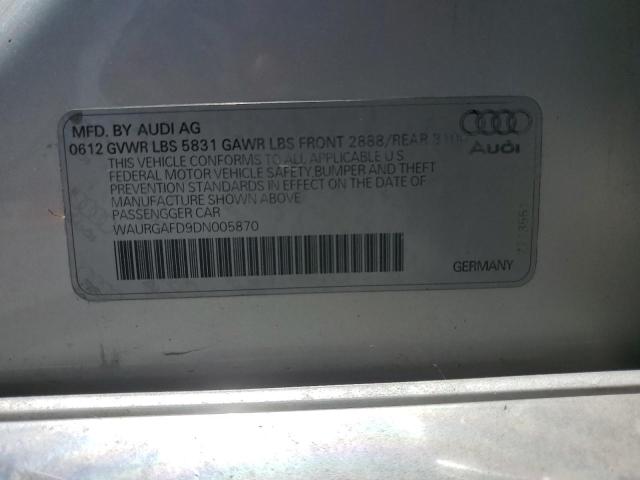 MFD. BY AUDI AG
0612 GVWR LBS 5831 GAWR LBS FRONT 2888/REAR
Audi
THIS VEHICLE CONFORMS TO ALL APPLICABLE U S
FEDERAL MOTOR VEHICLE SAFETY BUMPER AND THEFT
PREVENTION STANDARDS IN EFFECT ON THE DATE OF
MANUFACTURE SHOWN ABOVE
PASSENGGER CAR
WAURGAFD9DN005870
GERMANY